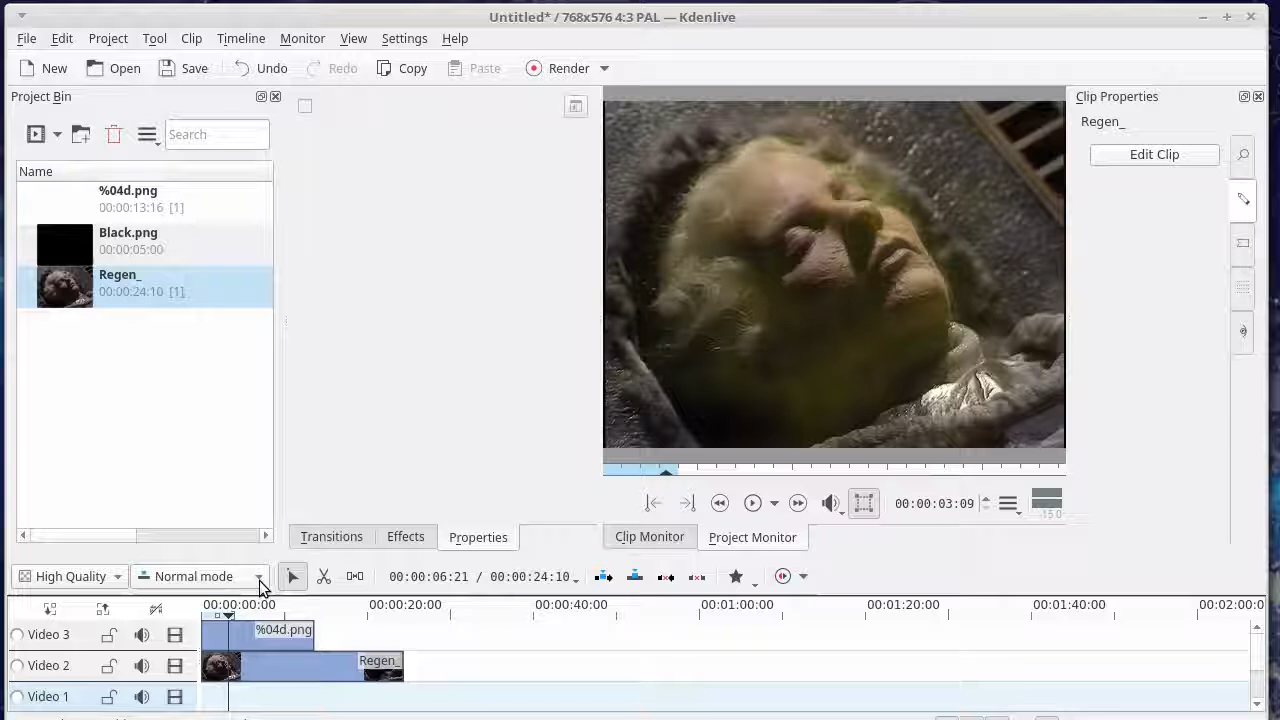 Untitled* / 768x576 4:3 PAL — Kdenlive
File Edit Project Tool Clip Timeline Monitor View Settings Help
New Open Save Undo Redo Copy Paste Render
Project Bin
Clip Properties
Regen_
Search
Edit Clip
Name
%04d.png
00:00:13:16 [1]
Black.png
00:00:05:00
Regen_
00:00:24:10 [1]
00:00:03:09
-15 0
Transitions Effects Properties Clip Monitor Project Monitor
High Quality Normal mode 00:00:06:21 / 00:00:24:10
00:00:00:00 00:00:20:00 00:00:40:00 00:01:00:00 00:01:20:00 00:01:40:00 00:02:00:0
Video 3 %04d.png
Video 2 Regen_
Video 1